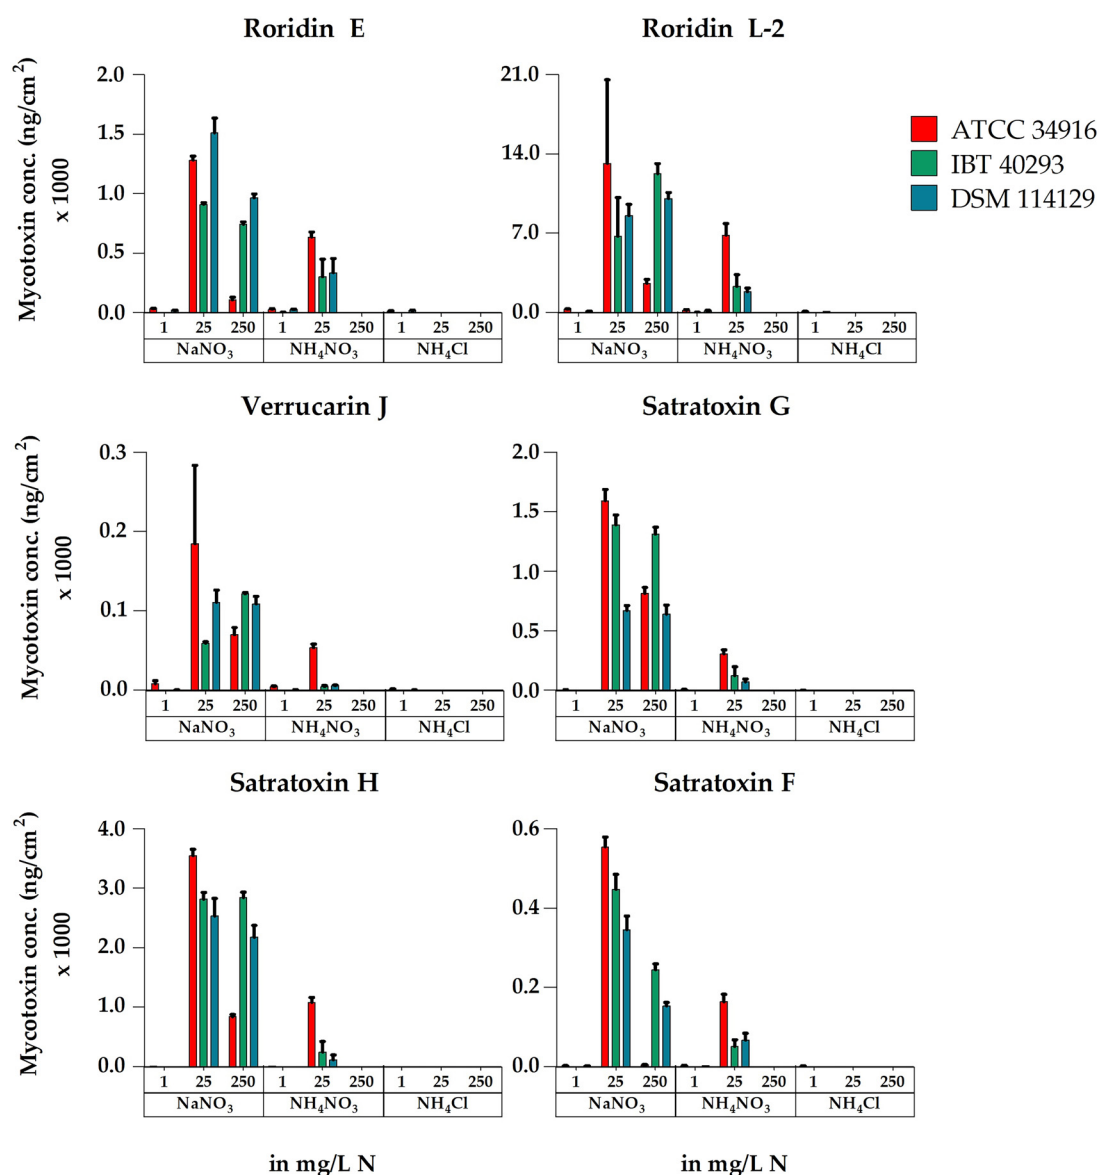 Roridin E
Roridin L-2
Mycotoxin conc. (ng/cm²)
x 1000
2.0
1.5
1.0
0.5
0.0
1 25 250 1 25 250 1 25 250
NaNO₃ NH₄NO₃ NH₄Cl
21.0
14.0
7.0
0.0
1 25 250 1 25 250 1 25 250
NaNO₃ NH₄NO₃ NH₄Cl
ATCC 34916
IBT 40293
DSM 114129
Verrucarin J
Satratoxin G
Mycotoxin conc. (ng/cm²)
x 1000
0.3
0.2
0.1
0.0
1 25 250 1 25 250 1 25 250
NaNO₃ NH₄NO₃ NH₄Cl
2.0
1.5
1.0
0.5
0.0
1 25 250 1 25 250 1 25 250
NaNO₃ NH₄NO₃ NH₄Cl
Satratoxin H
Satratoxin F
Mycotoxin conc. (ng/cm²)
x 1000
4.0
3.0
2.0
1.0
0.0
1 25 250 1 25 250 1 25 250
NaNO₃ NH₄NO₃ NH₄Cl
0.6
0.4
0.2
0.0
1 25 250 1 25 250 1 25 250
NaNO₃ NH₄NO₃ NH₄Cl
in mg/L N
in mg/L N